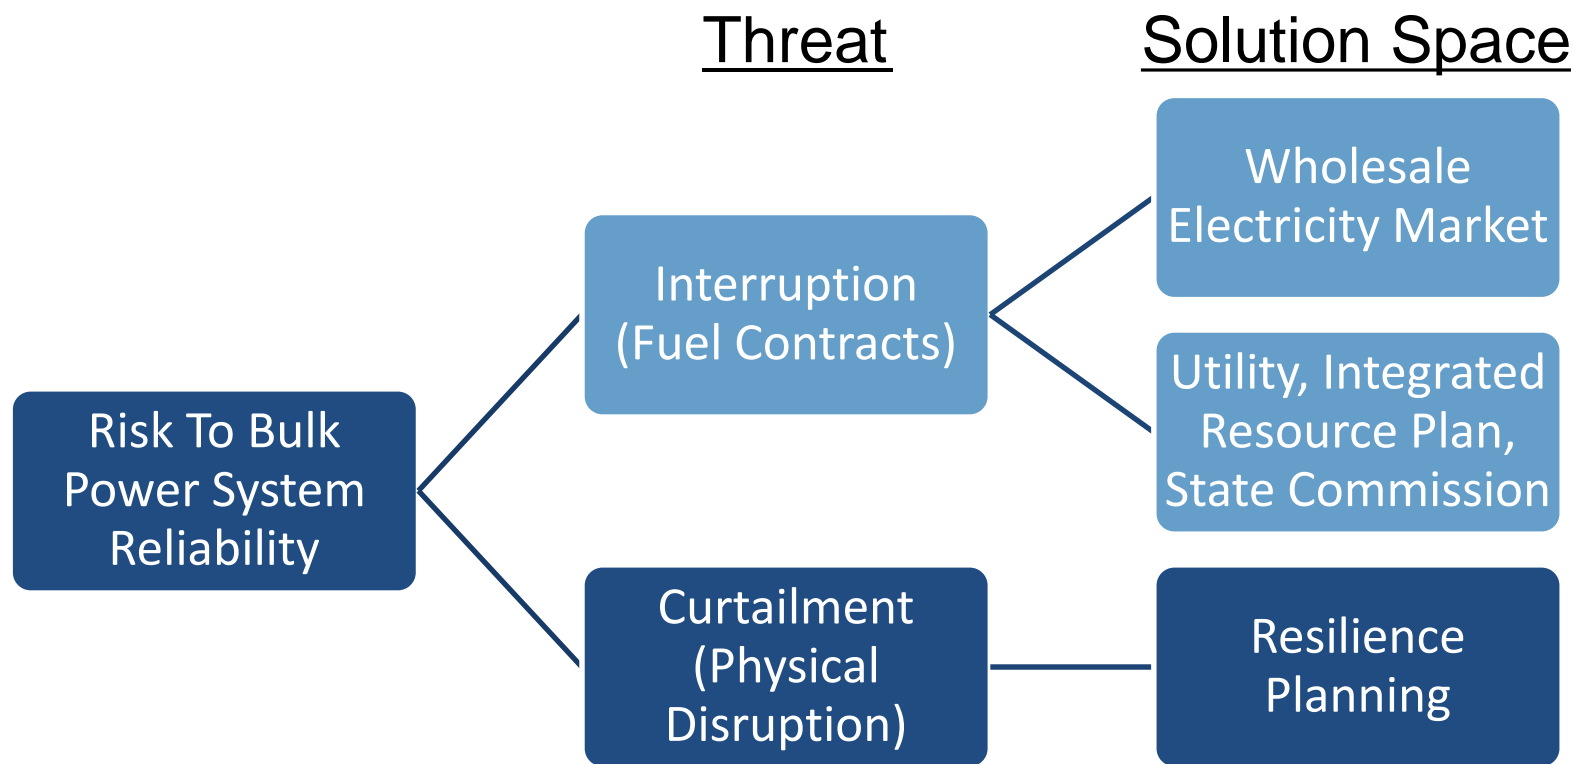 Threat
Solution Space
Wholesale
Electricity Market
Interruption
(Fuel Contracts)
Utility, Integrated
Resource Plan,
State Commission
Risk To Bulk
Power System
Reliability
Curtailment
(Physical
Disruption)
Resilience
Planning